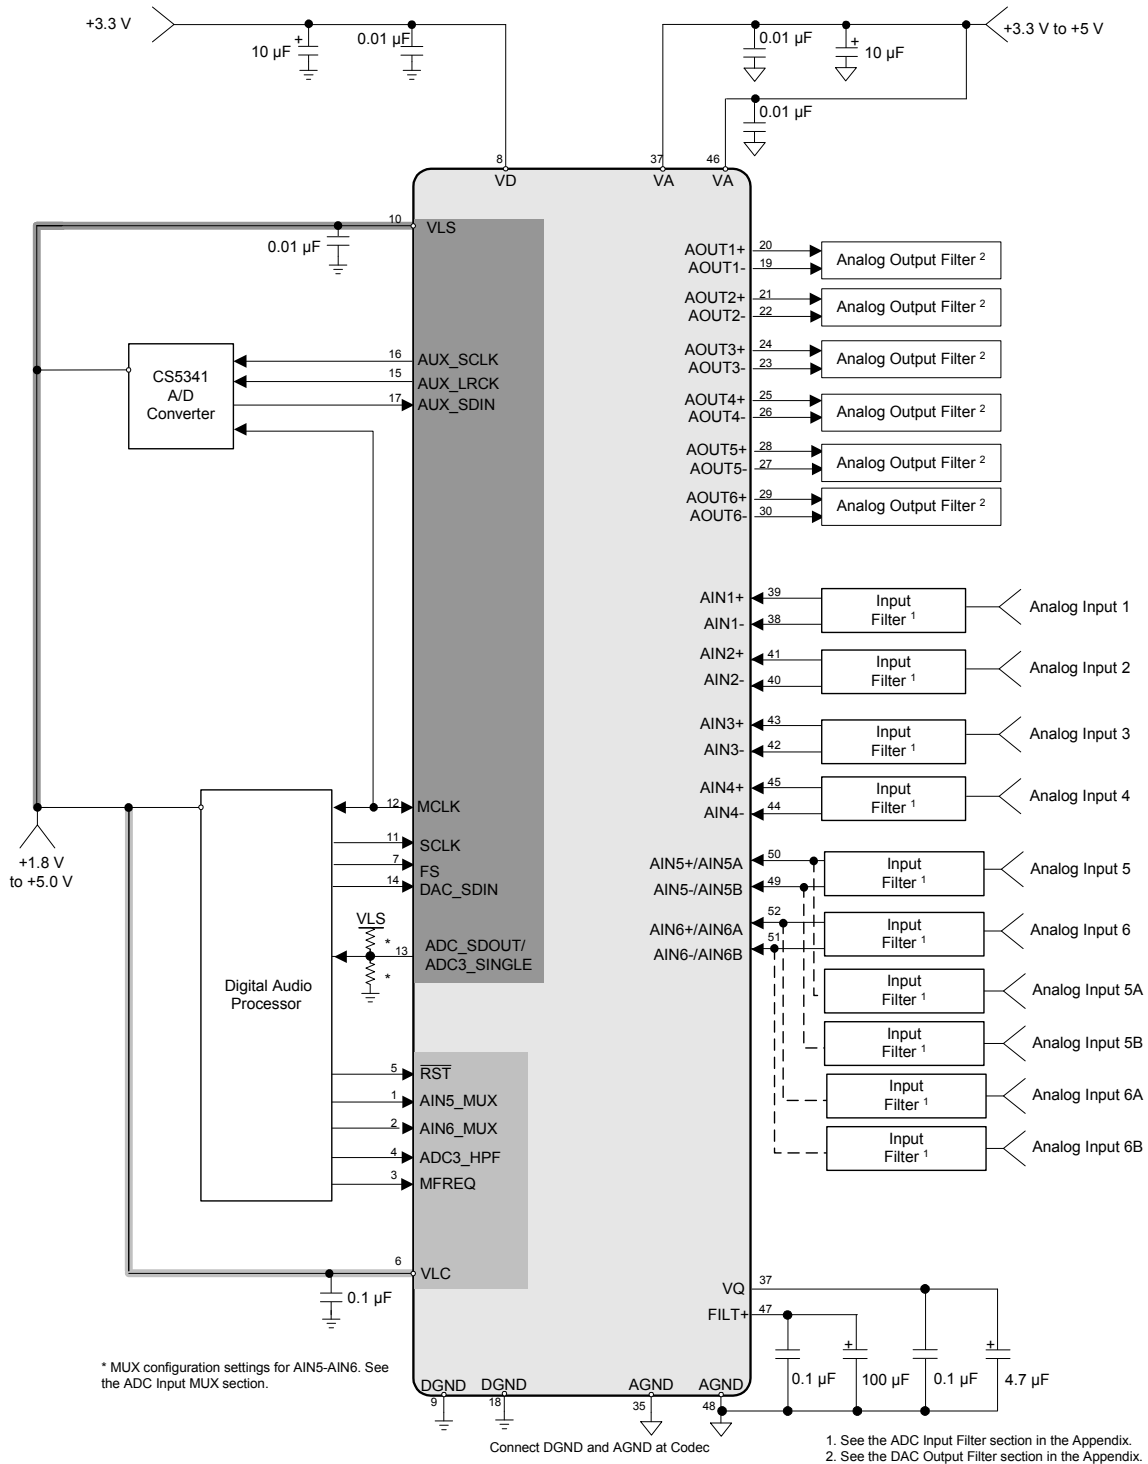 +3.3 V
10 µF
+
0.01 µF
0.01 µF
+
10 µF
+3.3 V to +5 V
0.01 µF
8
VD
37
VA
46
VA
10
VLS
0.01 µF
CS5341
A/D
Converter
16
AUX_SCLK
15
AUX_LRCK
17
AUX_SDIN
AOUT1+
20
AOUT1-
19
Analog Output Filter 2
AOUT2+
21
AOUT2-
22
Analog Output Filter 2
AOUT3+
24
AOUT3-
23
Analog Output Filter 2
AOUT4+
25
AOUT4-
26
Analog Output Filter 2
AOUT5+
28
AOUT5-
27
Analog Output Filter 2
AOUT6+
29
AOUT6-
30
Analog Output Filter 2
AIN1+
39
AIN1-
38
Input
Filter 1
Analog Input 1
AIN2+
41
AIN2-
40
Input
Filter 1
Analog Input 2
AIN3+
43
AIN3-
42
Input
Filter 1
Analog Input 3
AIN4+
45
AIN4-
44
Input
Filter 1
Analog Input 4
AIN5+/AIN5A
50
AIN5-/AIN5B
49
Input
Filter 1
Analog Input 5
AIN6+/AIN6A
52
AIN6-/AIN6B
51
Input
Filter 1
Analog Input 6
Input
Filter 1
Analog Input 5A
Input
Filter 1
Analog Input 5B
Input
Filter 1
Analog Input 6A
Input
Filter 1
Analog Input 6B
+1.8 V
to +5.0 V
Digital Audio
Processor
12
MCLK
11
SCLK
7
FS
14
DAC_SDIN
VLS
*
*
13
ADC_SDOUT/
ADC3_SINGLE
5
RST
1
AIN5_MUX
2
AIN6_MUX
4
ADC3_HPF
3
MFREQ
6
VLC
0.1 µF
VQ
37
FILT+
47
0.1 µF
+
100 µF
0.1 µF
+
4.7 µF
* MUX configuration settings for AIN5-AIN6. See
the ADC Input MUX section.
DGND
9
DGND
18
AGND
35
AGND
48
Connect DGND and AGND at Codec
1. See the ADC Input Filter section in the Appendix.
2. See the DAC Output Filter section in the Appendix.